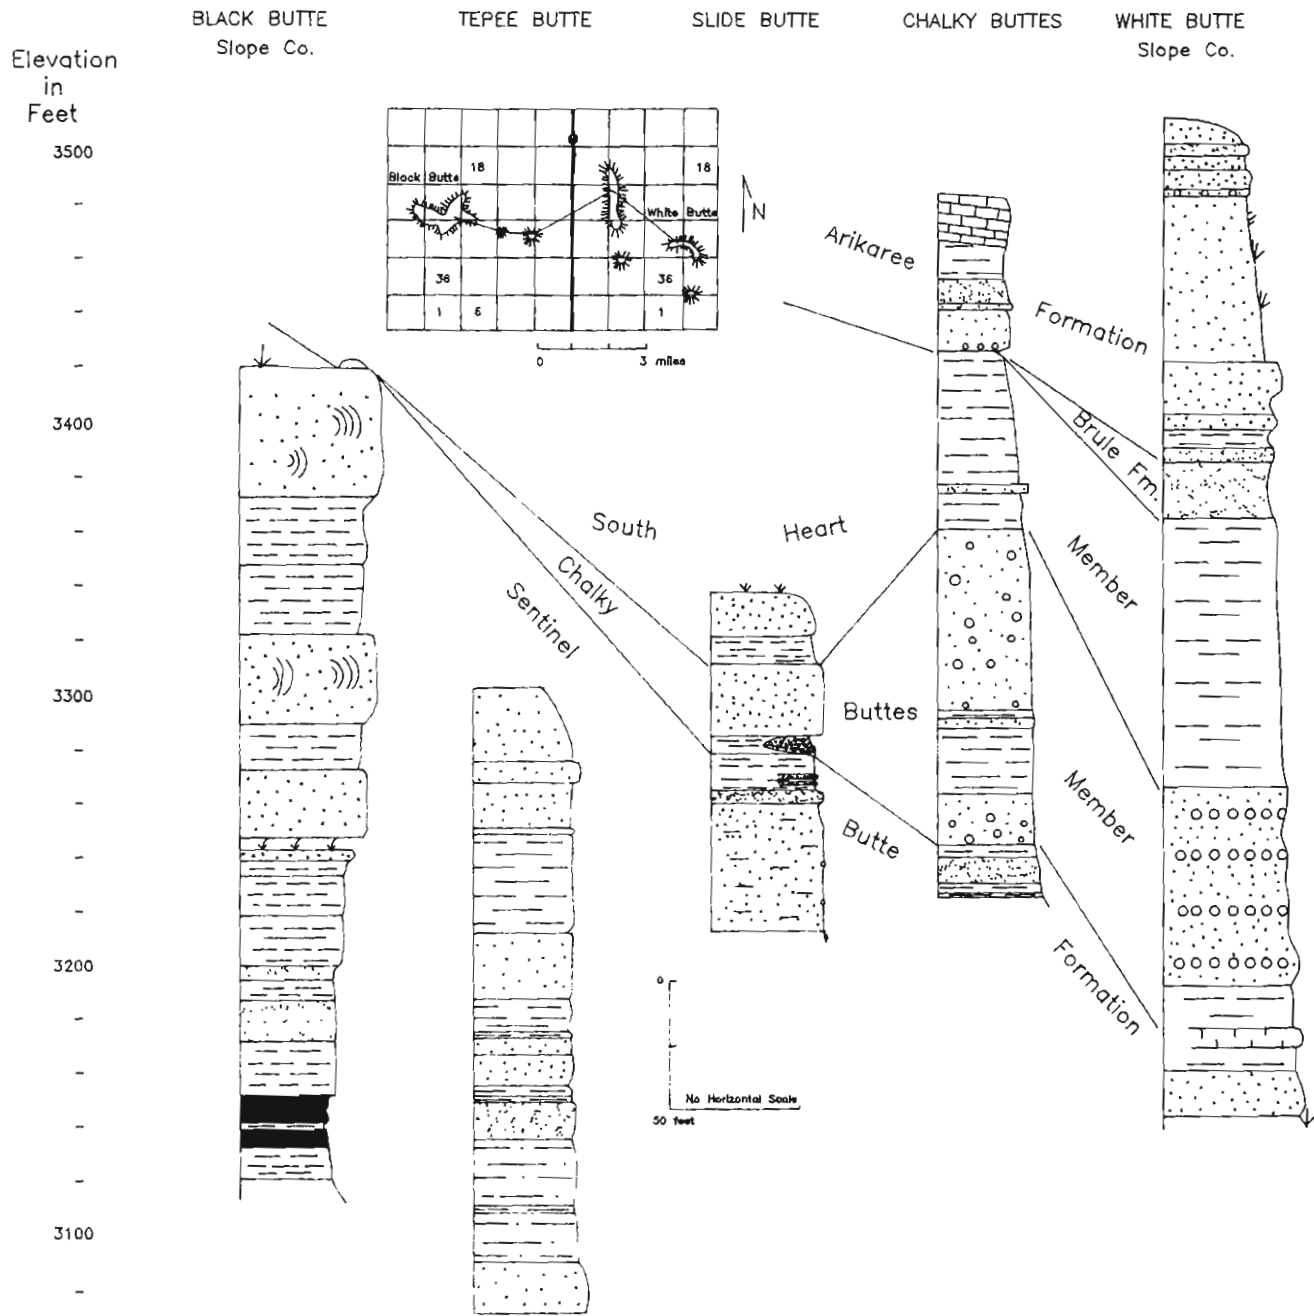 BLACK BUTTE
Slope Co.
TEPEE BUTTE
SLIDE BUTTE
CHALKY BUTTES
WHITE BUTTE
Slope Co.
Elevation
in
Feet
3500
3400
3300
3200
3100
18
18
Black Butte
White Butte
N
36
36
1
6
1
0
3 miles
Arikaree
Formation
Brule Fm.
South
Heart
Member
Chalky
Buttes
Member
Sentinel
Butte
Formation
0
No Horizontal Scale
50 feet